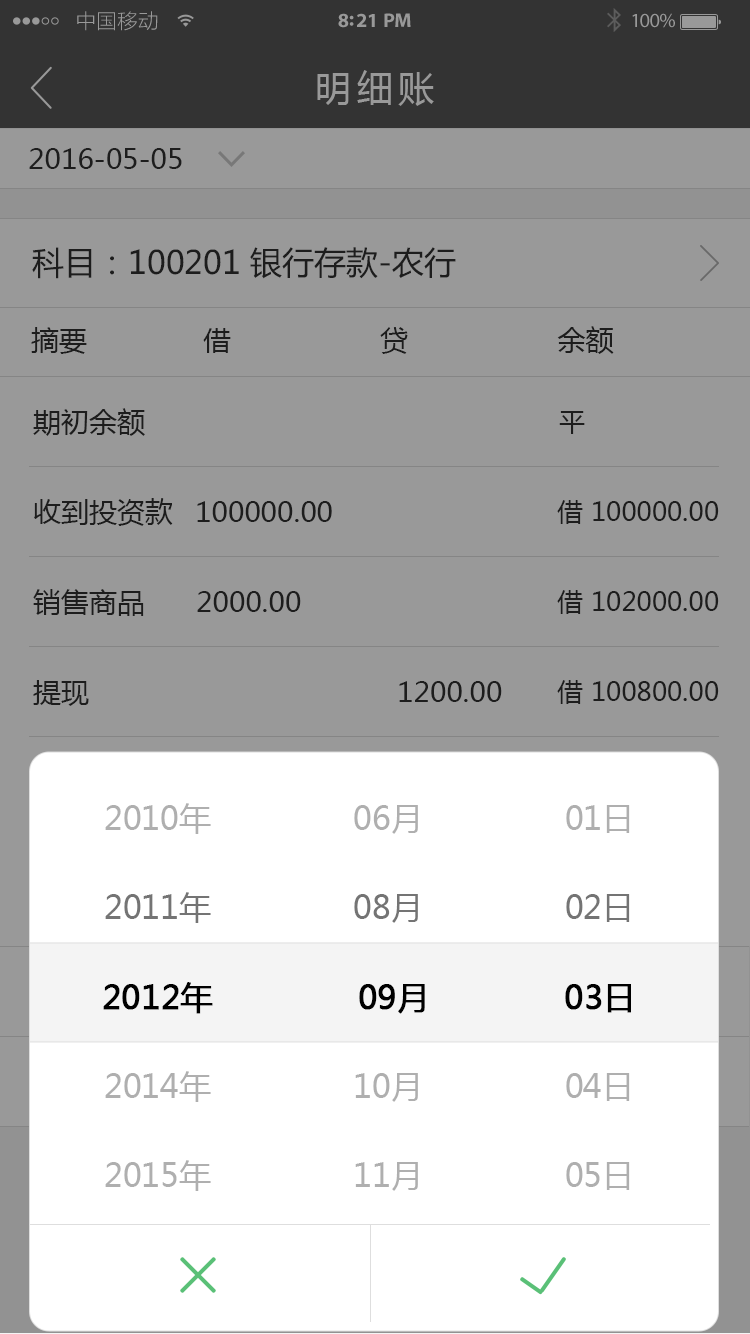 中国移动 8:21 PM 100%
明细账
2016-05-05
科目：100201 银行存款-农行
摘要 借 贷 余额
期初余额 平
收到投资款 100000.00 借 100000.00
销售商品 2000.00 借 102000.00
提现 1200.00 借 100800.00
2010年 06月 01日
2011年 08月 02日
2012年 09月 03日
2014年 10月 04日
2015年 11月 05日